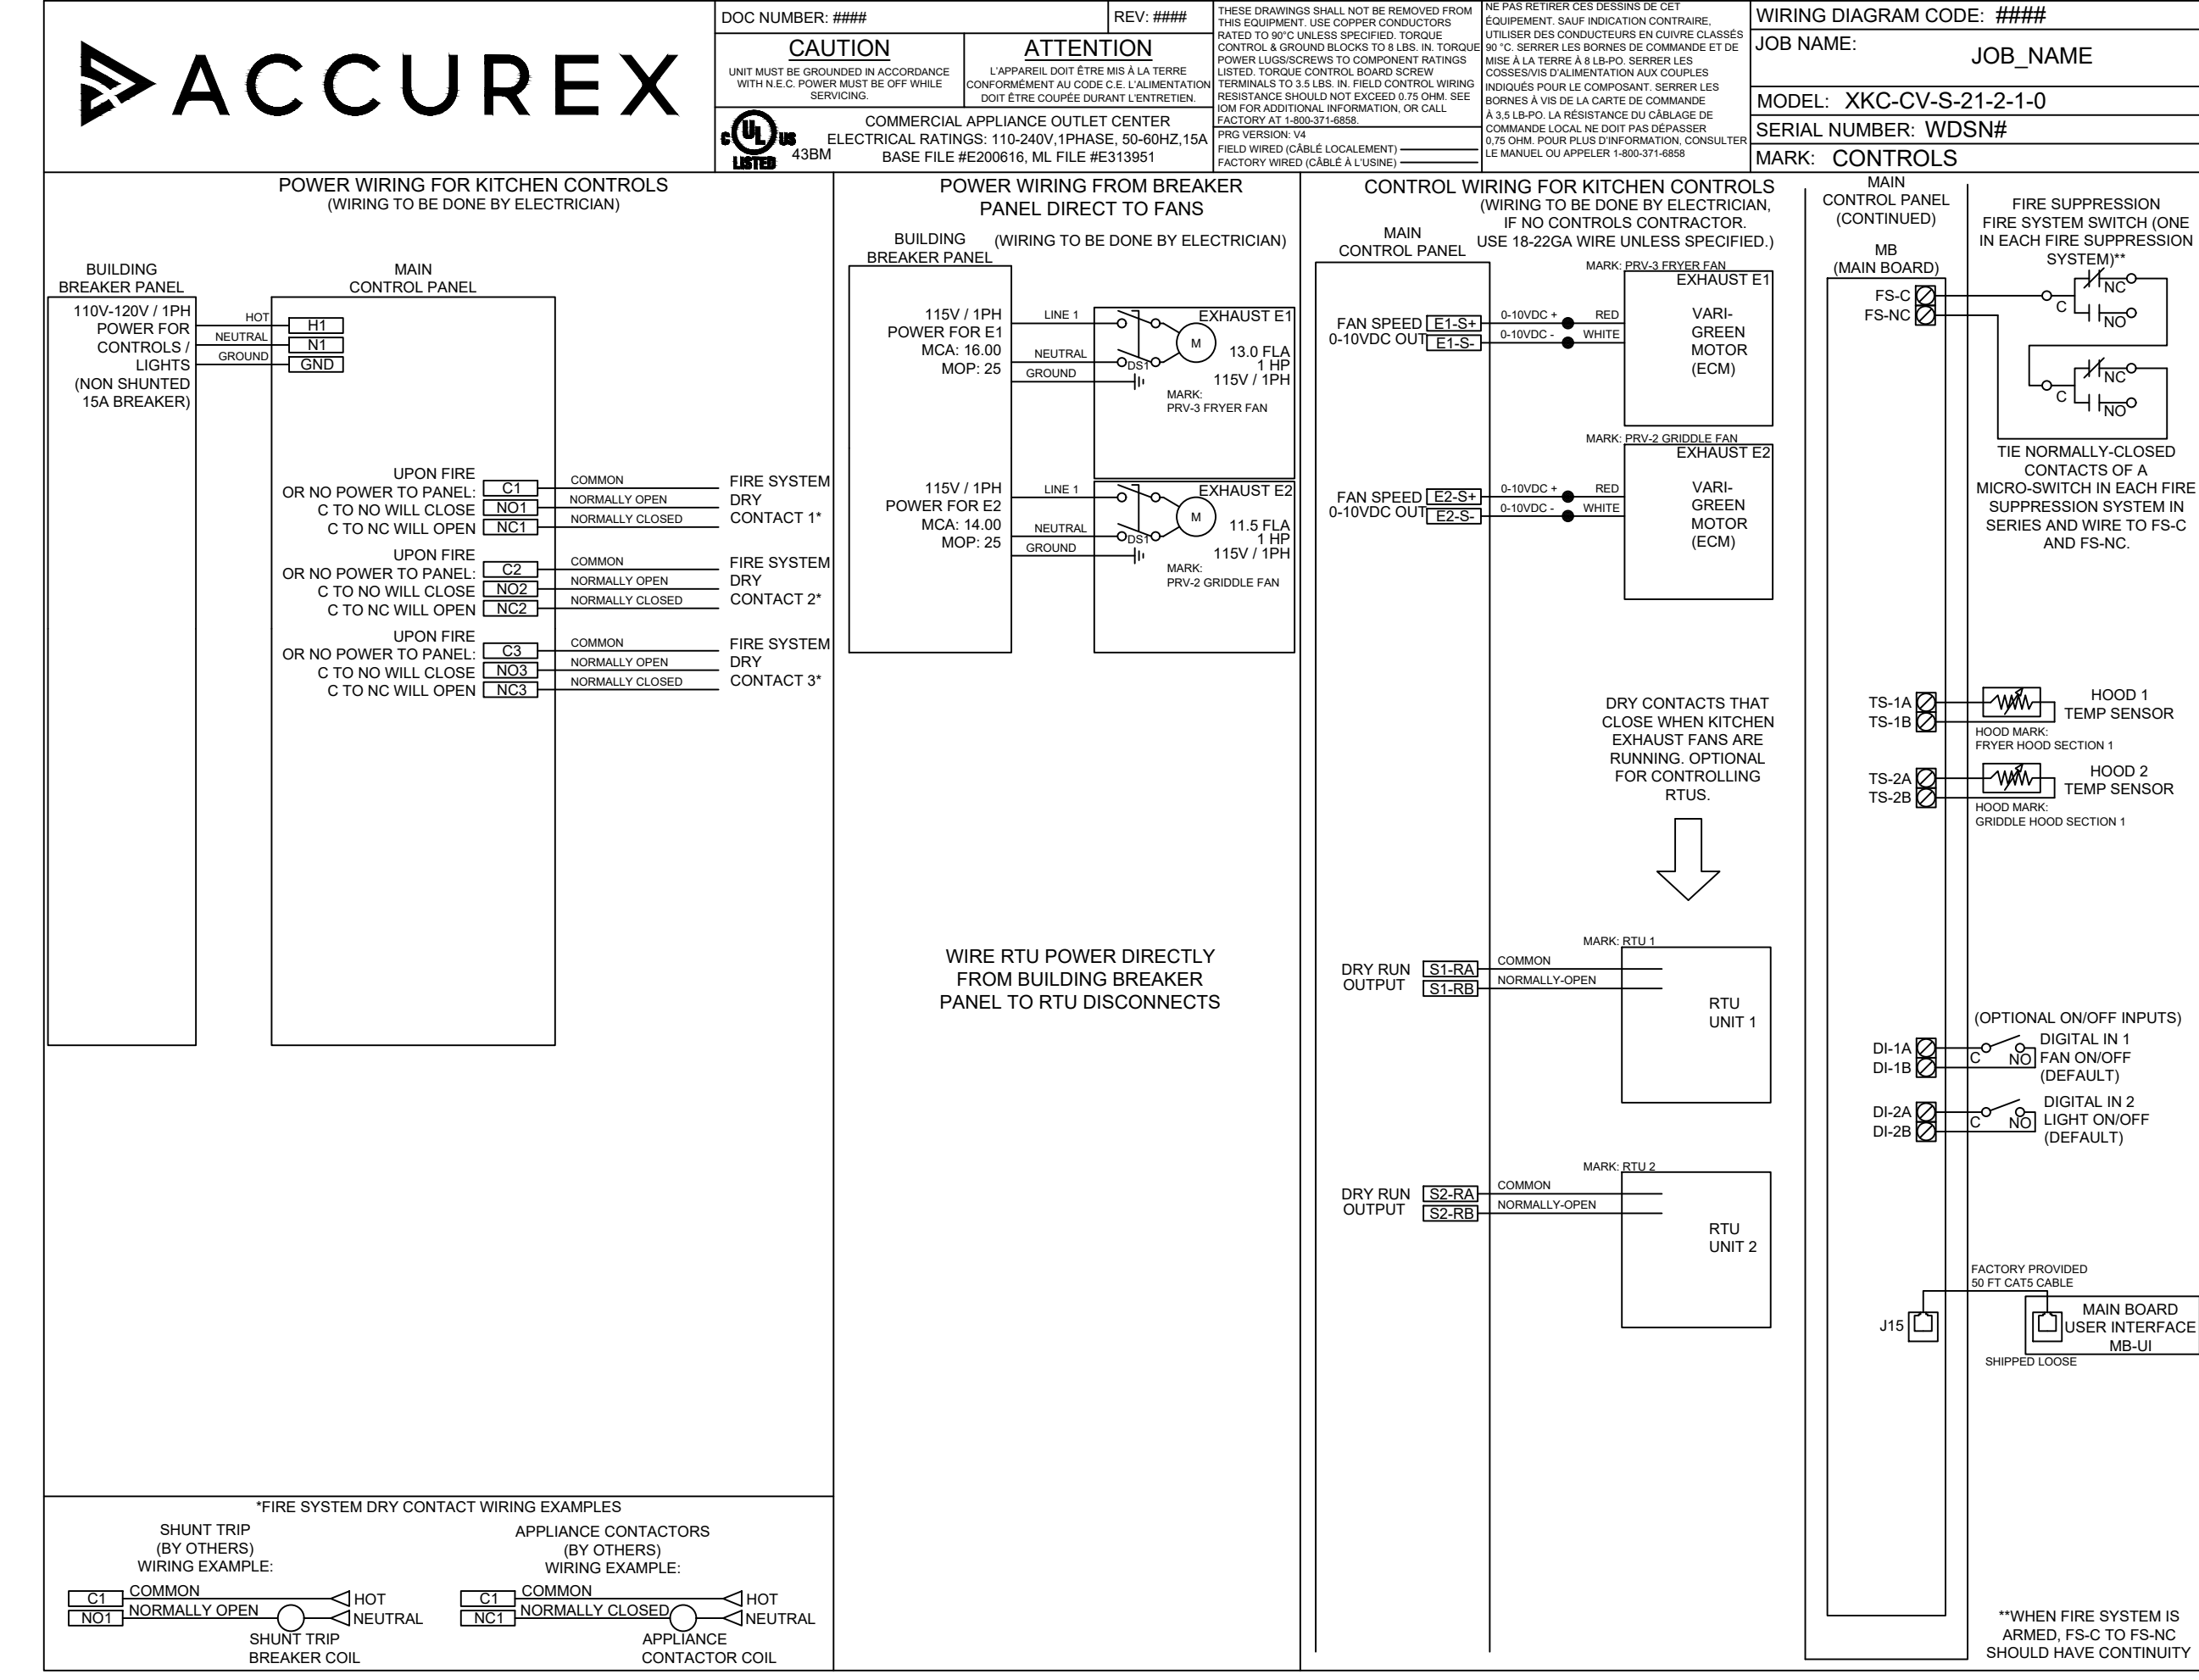 ACCUREX
DOC NUMBER: ####
REV: ####
CAUTION
UNIT MUST BE GROUNDED IN ACCORDANCE
WITH N.E.C. POWER MUST BE OFF WHILE
SERVICING.
ATTENTION
L'APPAREIL DOIT ÊTRE MIS À LA TERRE
CONFORMÉMENT AU CODE C.E. L'ALIMENTATION
DOIT ÊTRE COUPÉE DURANT L'ENTRETIEN.
C UL US
LISTED
43BM
COMMERCIAL APPLIANCE OUTLET CENTER
ELECTRICAL RATINGS: 110-240V,1PHASE, 50-60HZ,15A
BASE FILE #E200616, ML FILE #E313951
THESE DRAWINGS SHALL NOT BE REMOVED FROM
THIS EQUIPMENT. USE COPPER CONDUCTORS
RATED TO 90°C UNLESS SPECIFIED. TORQUE
CONTROL & GROUND BLOCKS TO 8 LBS. IN. TORQUE
POWER LUGS/SCREWS TO COMPONENT RATINGS
LISTED. TORQUE CONTROL BOARD SCREW
TERMINALS TO 3.5 LBS. IN. FIELD CONTROL WIRING
RESISTANCE SHOULD NOT EXCEED 0.75 OHM. SEE
IOM FOR ADDITIONAL INFORMATION, OR CALL
FACTORY AT 1-800-371-6858.
PRG VERSION: V4
FIELD WIRED (CÂBLÉ LOCALEMENT)
FACTORY WIRED (CÂBLÉ À L'USINE)
NE PAS RETIRER CES DESSINS DE CET
ÉQUIPEMENT. SAUF INDICATION CONTRAIRE,
UTILISER DES CONDUCTEURS EN CUIVRE CLASSÉS
90 °C. SERRER LES BORNES DE COMMANDE ET DE
MISE À LA TERRE À 8 LB-PO. SERRER LES
COSSES/VIS D'ALIMENTATION AUX COUPLES
INDIQUÉS POUR LE COMPOSANT. SERRER LES
BORNES À VIS DE LA CARTE DE COMMANDE
À 3,5 LB-PO. LA RÉSISTANCE DU CÂBLAGE DE
COMMANDE LOCAL NE DOIT PAS DÉPASSER
0,75 OHM. POUR PLUS D'INFORMATION, CONSULTER
LE MANUEL OU APPELER 1-800-371-6858
WIRING DIAGRAM CODE: ####
JOB NAME: JOB_NAME
MODEL: XKC-CV-S-21-2-1-0
SERIAL NUMBER: WDSN#
MARK: CONTROLS
POWER WIRING FOR KITCHEN CONTROLS
(WIRING TO BE DONE BY ELECTRICIAN)
BUILDING
BREAKER PANEL
MAIN
CONTROL PANEL
110V-120V / 1PH
POWER FOR
CONTROLS /
LIGHTS
(NON SHUNTED
15A BREAKER)
HOT
NEUTRAL
GROUND
H1
N1
GND
UPON FIRE
OR NO POWER TO PANEL:
C TO NO WILL CLOSE
C TO NC WILL OPEN
C1
NO1
NC1
COMMON
NORMALLY OPEN
NORMALLY CLOSED
FIRE SYSTEM
DRY
CONTACT 1*
UPON FIRE
OR NO POWER TO PANEL:
C TO NO WILL CLOSE
C TO NC WILL OPEN
C2
NO2
NC2
COMMON
NORMALLY OPEN
NORMALLY CLOSED
FIRE SYSTEM
DRY
CONTACT 2*
UPON FIRE
OR NO POWER TO PANEL:
C TO NO WILL CLOSE
C TO NC WILL OPEN
C3
NO3
NC3
COMMON
NORMALLY OPEN
NORMALLY CLOSED
FIRE SYSTEM
DRY
CONTACT 3*
*FIRE SYSTEM DRY CONTACT WIRING EXAMPLES
SHUNT TRIP
(BY OTHERS)
WIRING EXAMPLE:
C1
NO1
COMMON
NORMALLY OPEN
HOT
NEUTRAL
SHUNT TRIP
BREAKER COIL
APPLIANCE CONTACTORS
(BY OTHERS)
WIRING EXAMPLE:
C1
NC1
COMMON
NORMALLY CLOSED
HOT
NEUTRAL
APPLIANCE
CONTACTOR COIL
POWER WIRING FROM BREAKER
PANEL DIRECT TO FANS
(WIRING TO BE DONE BY ELECTRICIAN)
BUILDING
BREAKER PANEL
115V / 1PH
POWER FOR E1
MCA: 16.00
MOP: 25
LINE 1
NEUTRAL
GROUND
DS1
M
EXHAUST E1
13.0 FLA
1 HP
115V / 1PH
MARK:
PRV-3 FRYER FAN
115V / 1PH
POWER FOR E2
MCA: 14.00
MOP: 25
LINE 1
NEUTRAL
GROUND
DS1
M
EXHAUST E2
11.5 FLA
1 HP
115V / 1PH
MARK:
PRV-2 GRIDDLE FAN
WIRE RTU POWER DIRECTLY
FROM BUILDING BREAKER
PANEL TO RTU DISCONNECTS
CONTROL WIRING FOR KITCHEN CONTROLS
(WIRING TO BE DONE BY ELECTRICIAN,
IF NO CONTROLS CONTRACTOR.
USE 18-22GA WIRE UNLESS SPECIFIED.)
MAIN
CONTROL PANEL
MARK: PRV-3 FRYER FAN
EXHAUST E1
FAN SPEED
0-10VDC OUT
E1-S+
E1-S-
0-10VDC +
0-10VDC -
RED
WHITE
VARI-
GREEN
MOTOR
(ECM)
MARK: PRV-2 GRIDDLE FAN
EXHAUST E2
FAN SPEED
0-10VDC OUT
E2-S+
E2-S-
0-10VDC +
0-10VDC -
RED
WHITE
VARI-
GREEN
MOTOR
(ECM)
DRY CONTACTS THAT
CLOSE WHEN KITCHEN
EXHAUST FANS ARE
RUNNING. OPTIONAL
FOR CONTROLLING
RTUS.
MARK: RTU 1
DRY RUN
OUTPUT
S1-RA
S1-RB
COMMON
NORMALLY-OPEN
RTU
UNIT 1
MARK: RTU 2
DRY RUN
OUTPUT
S2-RA
S2-RB
COMMON
NORMALLY-OPEN
RTU
UNIT 2
MAIN
CONTROL PANEL
(CONTINUED)
MB
(MAIN BOARD)
FIRE SUPPRESSION
FIRE SYSTEM SWITCH (ONE
IN EACH FIRE SUPPRESSION
SYSTEM)**
FS-C
FS-NC
C
NC
NO
C
NC
NO
TIE NORMALLY-CLOSED
CONTACTS OF A
MICRO-SWITCH IN EACH FIRE
SUPPRESSION SYSTEM IN
SERIES AND WIRE TO FS-C
AND FS-NC.
TS-1A
TS-1B
HOOD 1
TEMP SENSOR
HOOD MARK:
FRYER HOOD SECTION 1
TS-2A
TS-2B
HOOD 2
TEMP SENSOR
HOOD MARK:
GRIDDLE HOOD SECTION 1
(OPTIONAL ON/OFF INPUTS)
DI-1A
DI-1B
C
NO
DIGITAL IN 1
FAN ON/OFF
(DEFAULT)
DI-2A
DI-2B
C
NO
DIGITAL IN 2
LIGHT ON/OFF
(DEFAULT)
FACTORY PROVIDED
50 FT CAT5 CABLE
J15
MAIN BOARD
USER INTERFACE
MB-UI
SHIPPED LOOSE
**WHEN FIRE SYSTEM IS
ARMED, FS-C TO FS-NC
SHOULD HAVE CONTINUITY